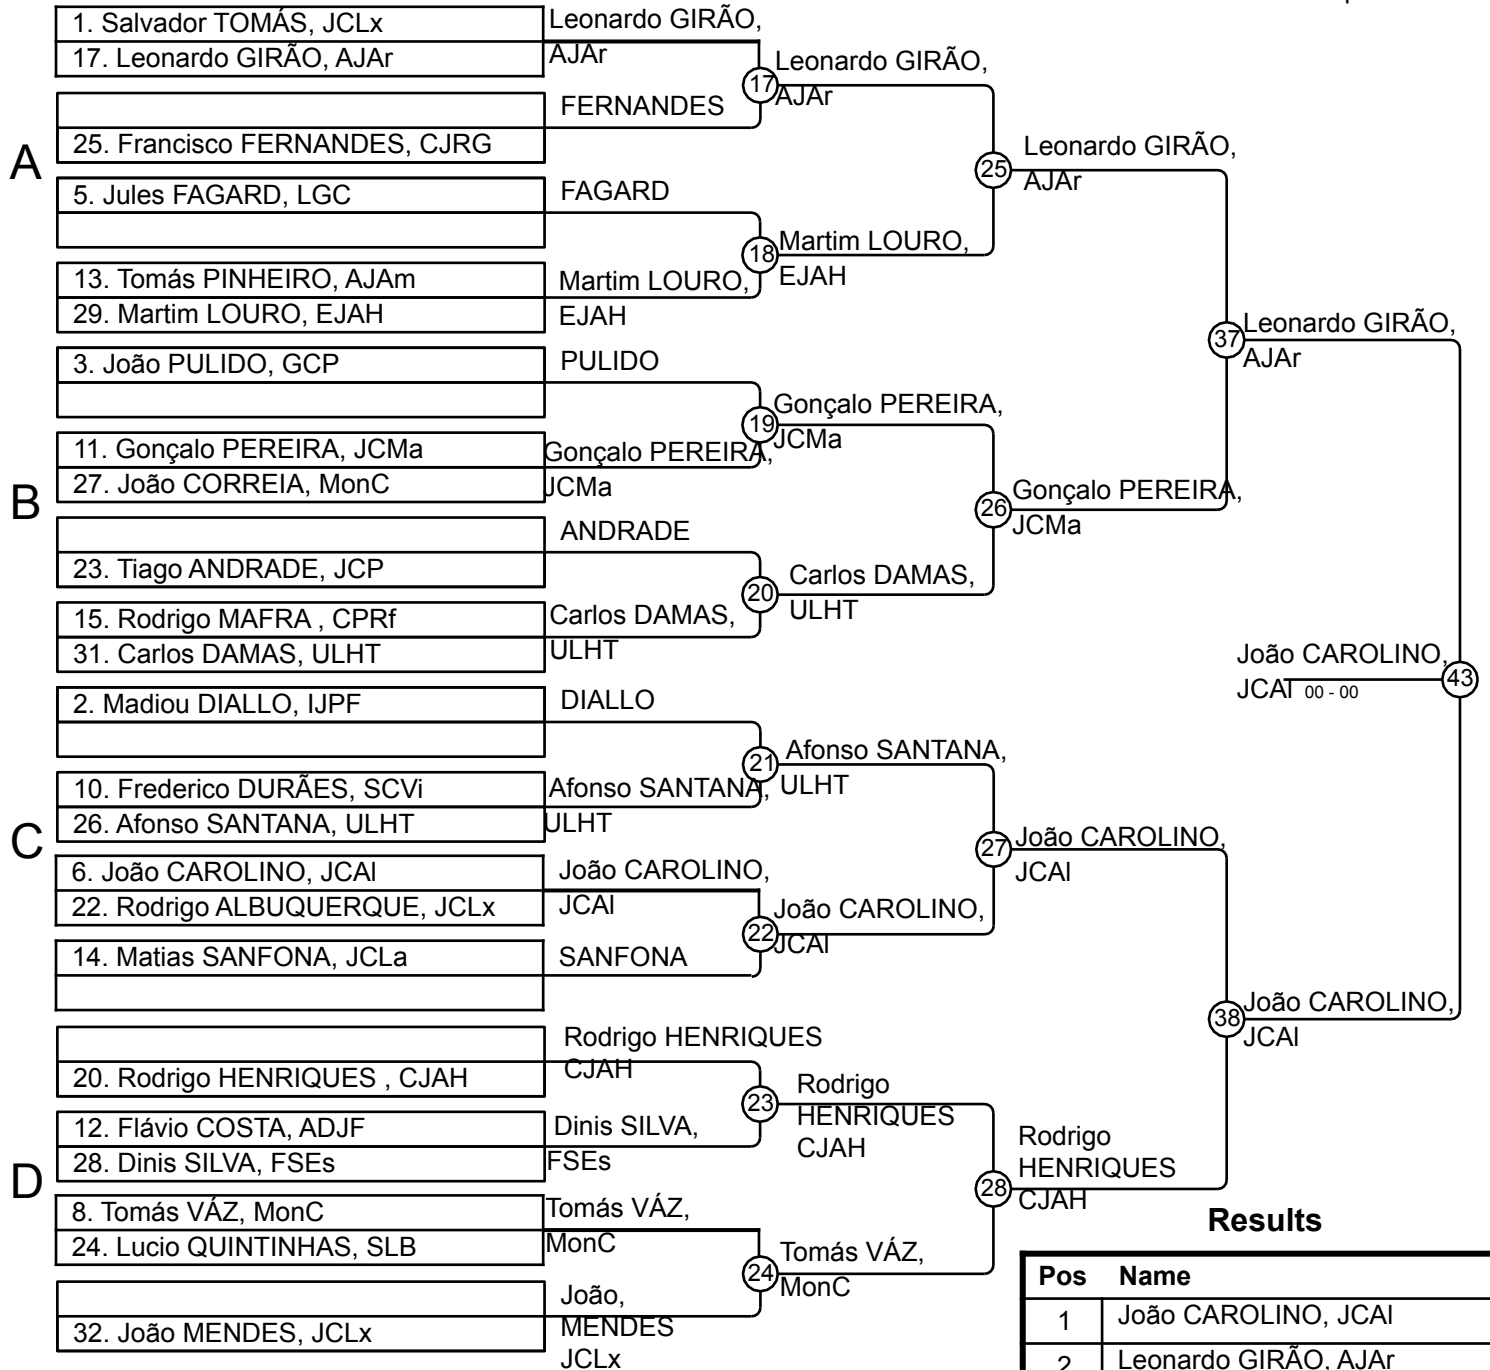 1. Salvador TOMÁS, JCLx
17. Leonardo GIRÃO, AJAr
25. Francisco FERNANDES, CJRG
A
5. Jules FAGARD, LGC
13. Tomás PINHEIRO, AJAm
29. Martim LOURO, EJAH
3. João PULIDO, GCP
11. Gonçalo PEREIRA, JCMa
27. João CORREIA, MonC
B
23. Tiago ANDRADE, JCP
15. Rodrigo MAFRA , CPRf
31. Carlos DAMAS, ULHT
2. Madiou DIALLO, IJPF
10. Frederico DURÃES, SCVi
26. Afonso SANTANA, ULHT
C
6. João CAROLINO, JCAl
22. Rodrigo ALBUQUERQUE, JCLx
14. Matias SANFONA, JCLa
20. Rodrigo HENRIQUES , CJAH
12. Flávio COSTA, ADJF
28. Dinis SILVA, FSEs
D
8. Tomás VÁZ, MonC
24. Lucio QUINTINHAS, SLB
32. João MENDES, JCLx
Leonardo GIRÃO,
AJAr
FERNANDES
FAGARD
Martim LOURO,
EJAH
PULIDO
Gonçalo PEREIRA,
JCMa
ANDRADE
Carlos DAMAS,
ULHT
DIALLO
Afonso SANTANA,
ULHT
João CAROLINO,
JCAl
SANFONA
Rodrigo HENRIQUES
CJAH
Dinis SILVA,
FSEs
Tomás VÁZ,
MonC
João,
MENDES
JCLx
17
Leonardo GIRÃO,
AJAr
18
Martim LOURO,
EJAH
19
Gonçalo PEREIRA,
JCMa
20
Carlos DAMAS,
ULHT
21
Afonso SANTANA,
ULHT
22
João CAROLINO,
JCAl
23
Rodrigo
HENRIQUES
CJAH
24
Tomás VÁZ,
MonC
25
Leonardo GIRÃO,
AJAr
26
Gonçalo PEREIRA,
JCMa
27
João CAROLINO,
JCAl
28
Rodrigo
HENRIQUES
CJAH
37
Leonardo GIRÃO,
AJAr
38
João CAROLINO,
JCAl
João CAROLINO,
JCAl 00 - 00
43
Results
Pos Name
1 João CAROLINO, JCAl
2 Leonardo GIRÃO, AJAr